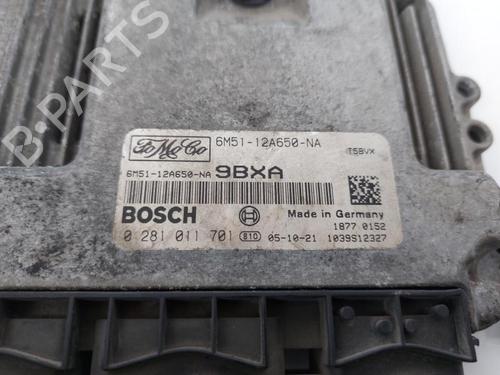 FoMoCo 6M51-12A650-NA
T5BVX
6M51-12A650-NA 9BXA
BOSCH
Made in Germany
1877 0152
0 281 011 701 810 05-10-21 1039S12327
B-PARTS